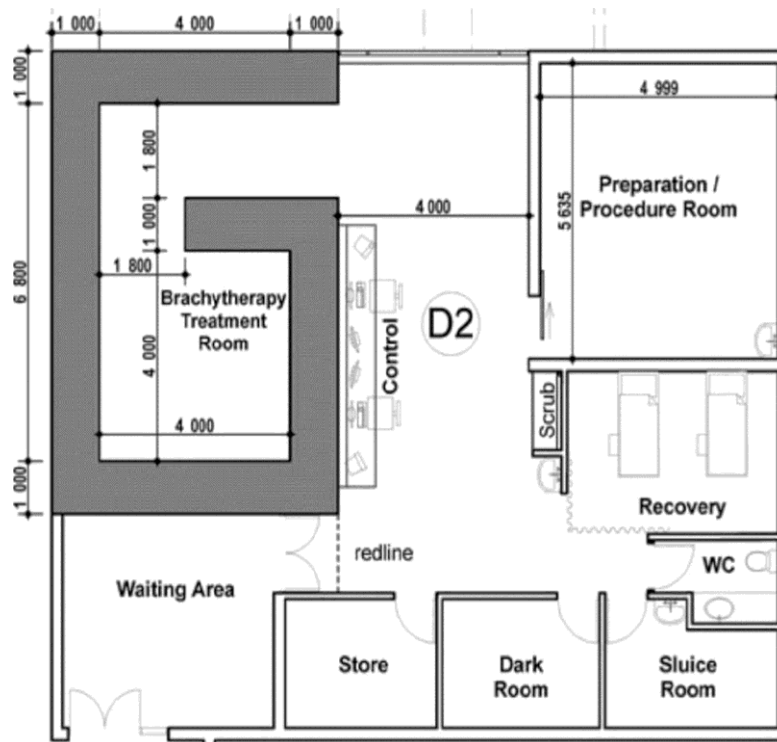 1 000
4 000
1 000
1 000
4 999
1 800
Preparation /
Procedure Room
5 635
4 000
1 000
1 800
6 800
Brachytherapy
Treatment
Room
D2
Control
4 000
4 000
Scrub
1 000
Recovery
redline
WC
Waiting Area
Store
Dark
Room
Sluice
Room